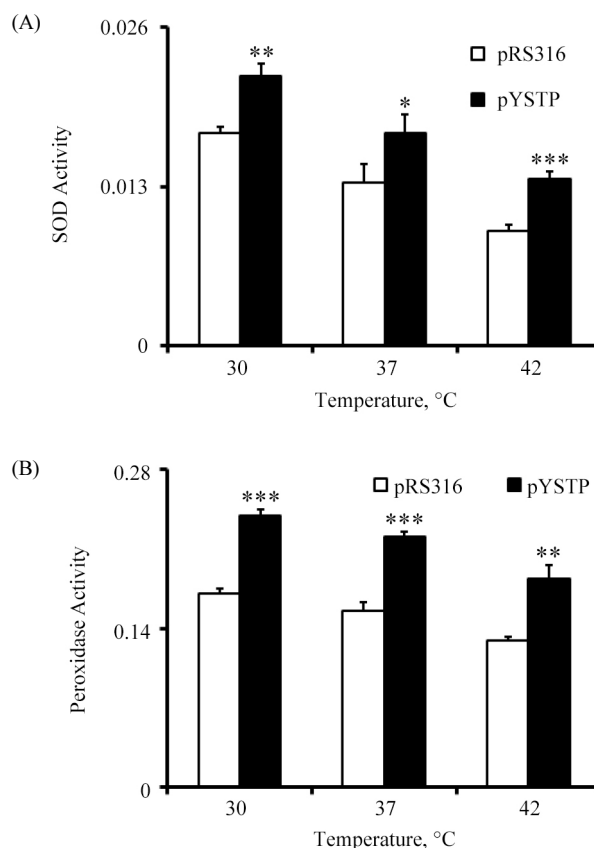 (A)
0.026
pRS316
pYSTP
**
*
***
0.013
SOD Activity
0
30 37 42
Temperature, °C
(B)
0.28
pRS316 pYSTP
***
***
**
0.14
Peroxidase Activity
0
30 37 42
Temperature, °C